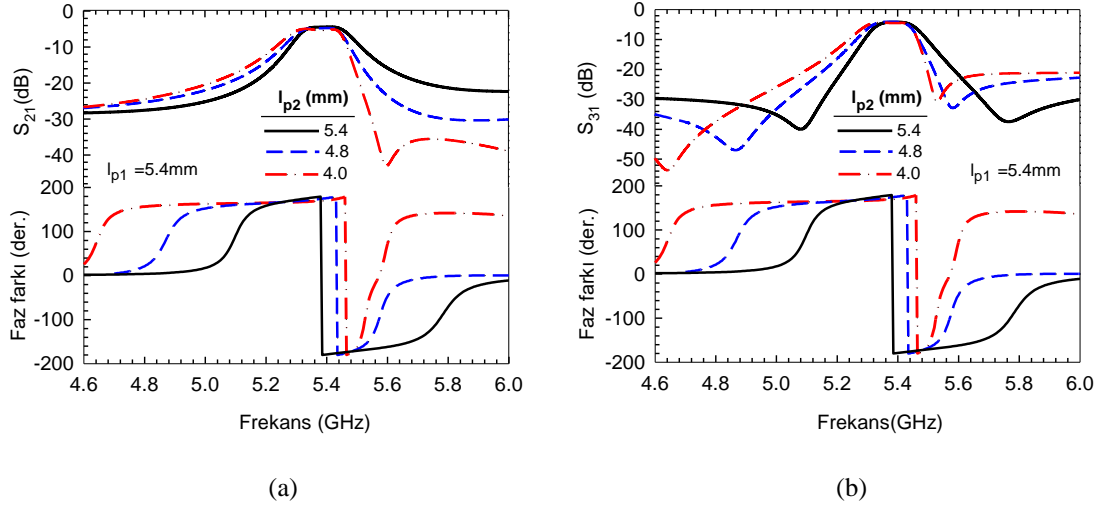 0
-10
-20
-30
-40
S21(dB)
lp2 (mm)
5.4
4.8
4.0
lp1 =5.4mm
200
100
0
-100
-200
Faz farkı (der.)
4.6 4.8 5.0 5.2 5.4 5.6 5.8 6.0
Frekans (GHz)
(a)
0
-10
-20
-30
-40
-50
S31 (dB)
lp2 (mm)
5.4
4.8
4.0
lp1 =5.4mm
200
100
0
-100
-200
Faz farkı (der.)
4.6 4.8 5.0 5.2 5.4 5.6 5.8 6.0
Frekans(GHz)
(b)